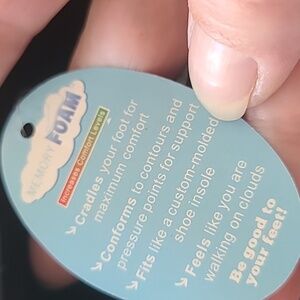 MEMORY
FOAM
Increases Comfort Levels
Cradles your foot for
maximum comfort
Conforms to contours and
pressure points for support
Fits like a custom-molded
shoe insole
Feels like you are
walking on clouds
Be good to
your feet!